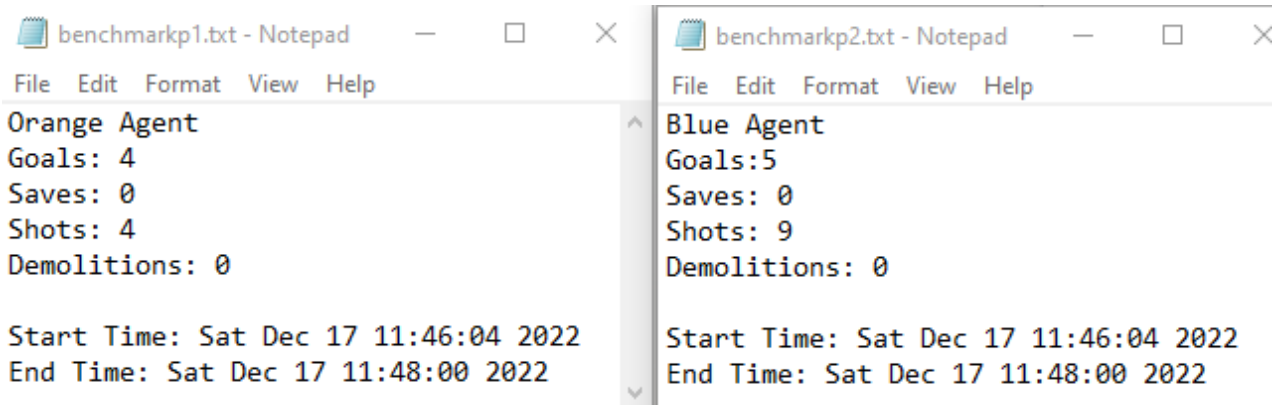 benchmarkp1.txt - Notepad
File Edit Format View Help
Orange Agent
Goals: 4
Saves: 0
Shots: 4
Demolitions: 0
Start Time: Sat Dec 17 11:46:04 2022
End Time: Sat Dec 17 11:48:00 2022
benchmarkp2.txt - Notepad
File Edit Format View Help
Blue Agent
Goals:5
Saves: 0
Shots: 9
Demolitions: 0
Start Time: Sat Dec 17 11:46:04 2022
End Time: Sat Dec 17 11:48:00 2022